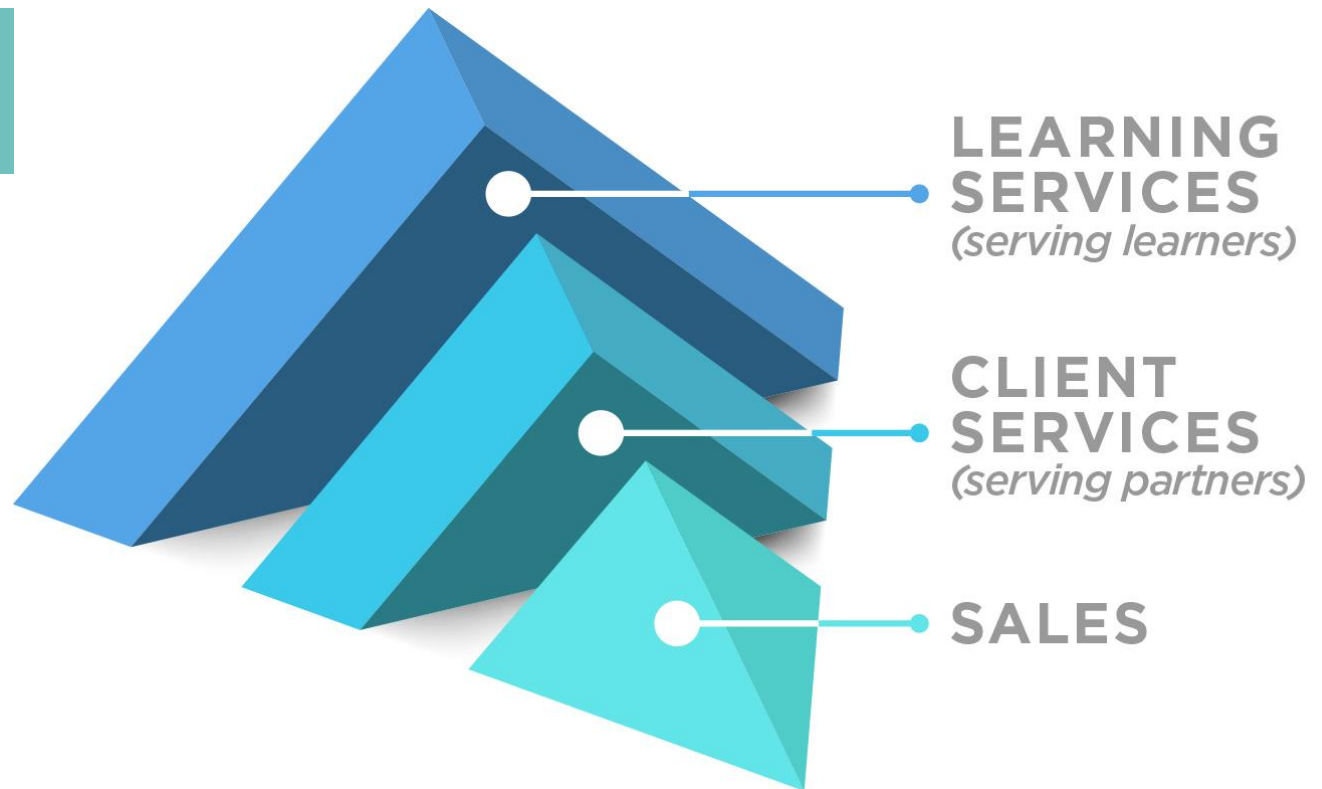 LEARNING
SERVICES
(serving learners)
CLIENT
SERVICES
(serving partners)
SALES